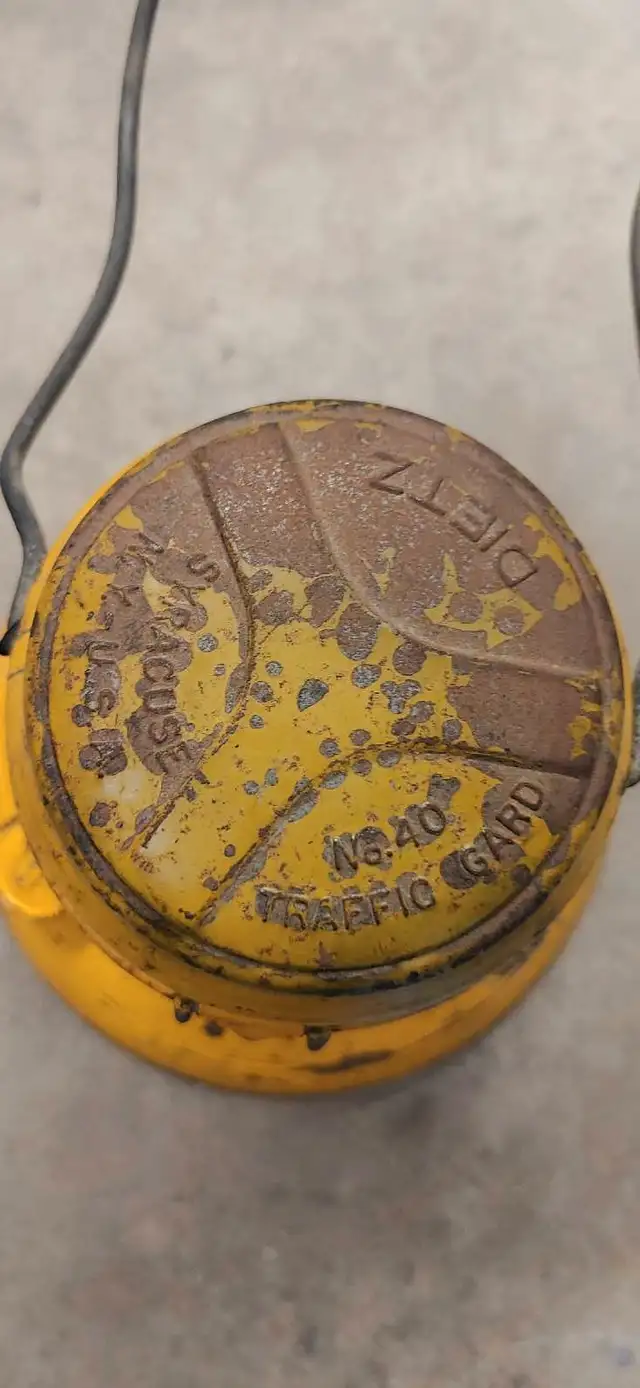 DIETZ
SYRACUSE
N.Y. U.S.A.
NO. 40
TRAFFIC GARD